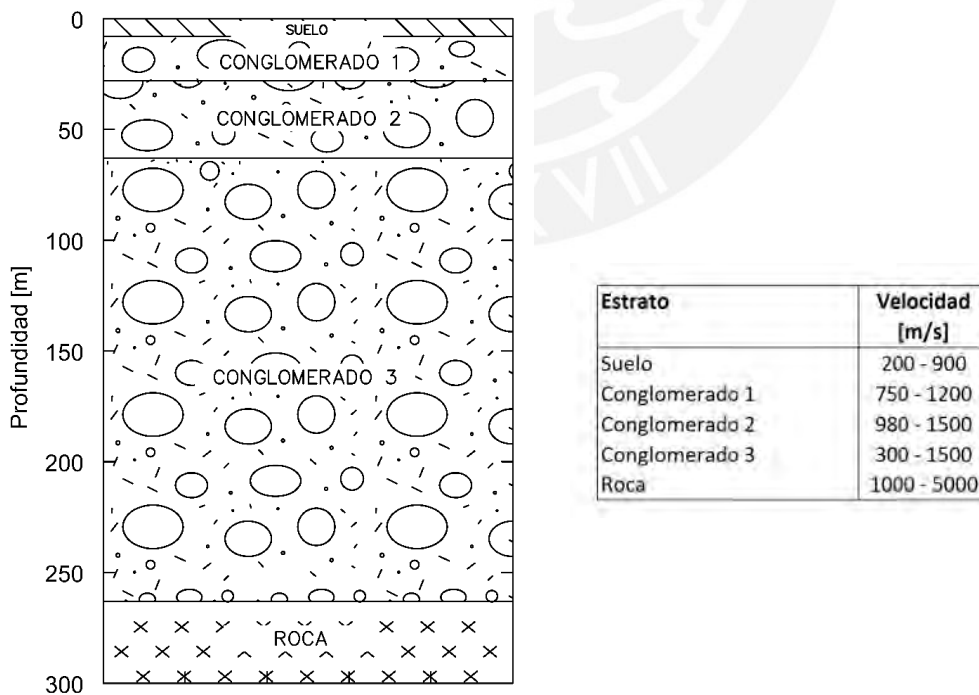 0
SUELO
CONGLOMERADO 1
50
CONGLOMERADO 2
100
150
CONGLOMERADO 3
200
250
ROCA
300
Profundidad [m]
XVII
Estrato Velocidad
[m/s]
Suelo 200 - 900
Conglomerado 1 750 - 1200
Conglomerado 2 980 - 1500
Conglomerado 3 300 - 1500
Roca 1000 - 5000